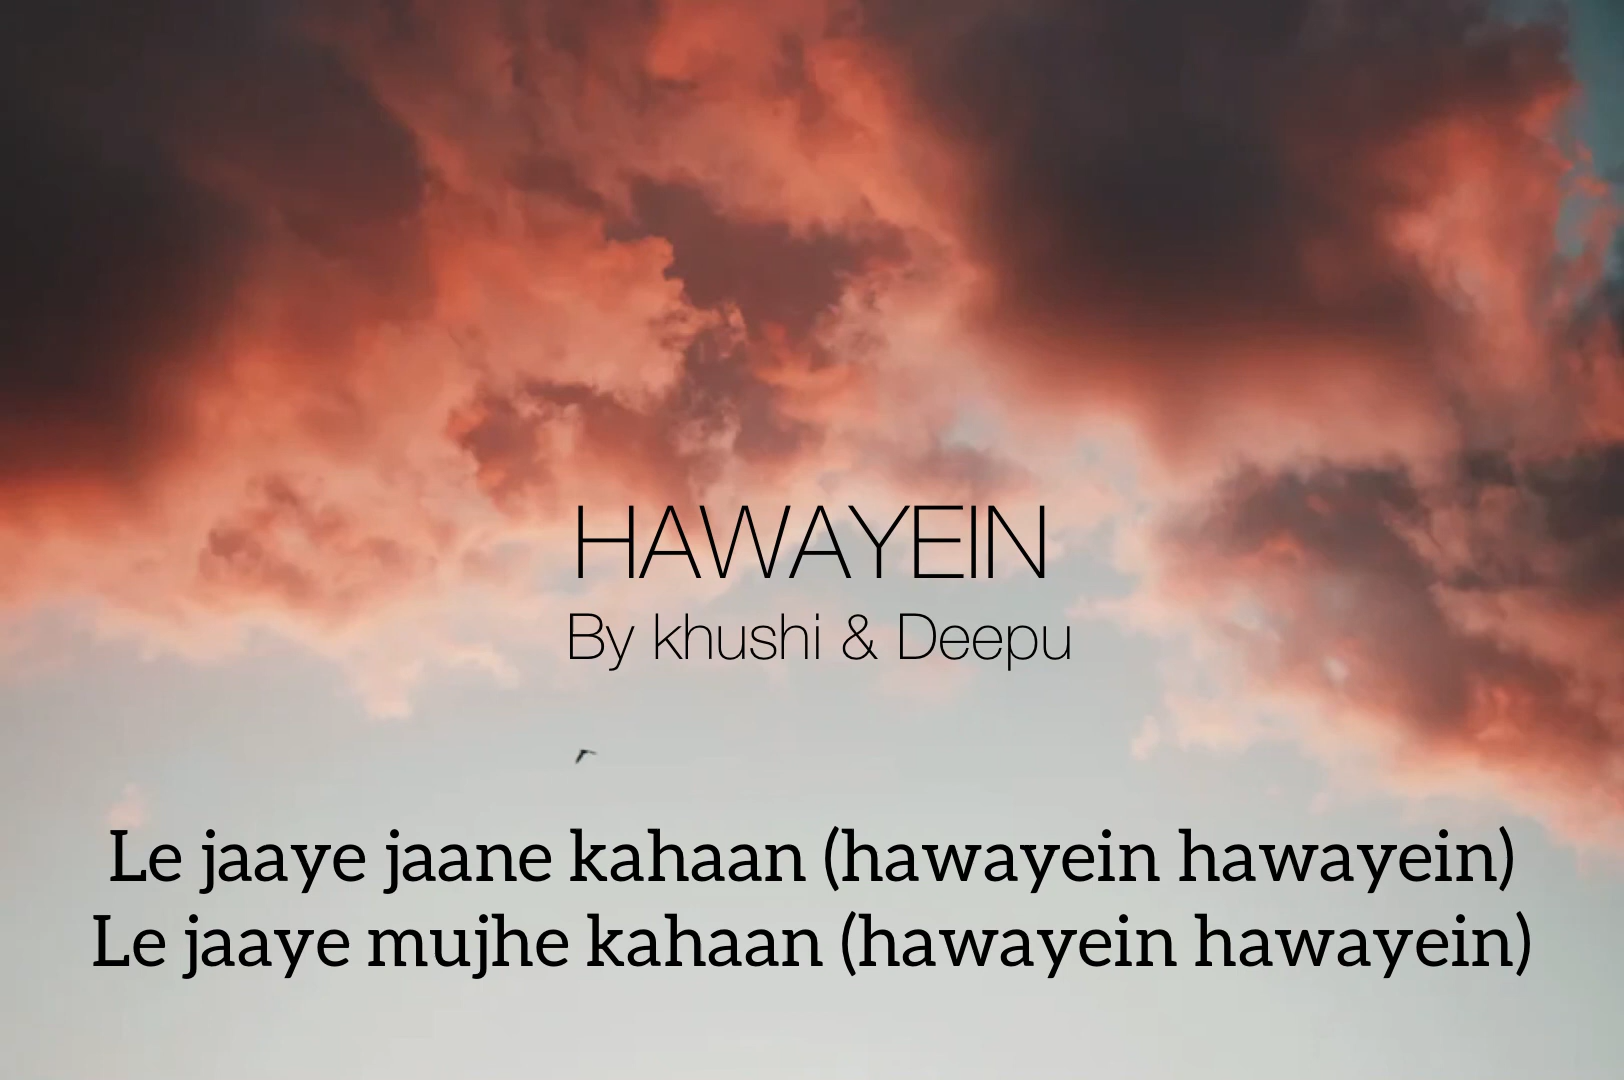 HAWAYEIN
By khushi & Deepu
Le jaaye jaane kahaan (hawayein hawayein)
Le jaaye mujhe kahaan (hawayein hawayein)